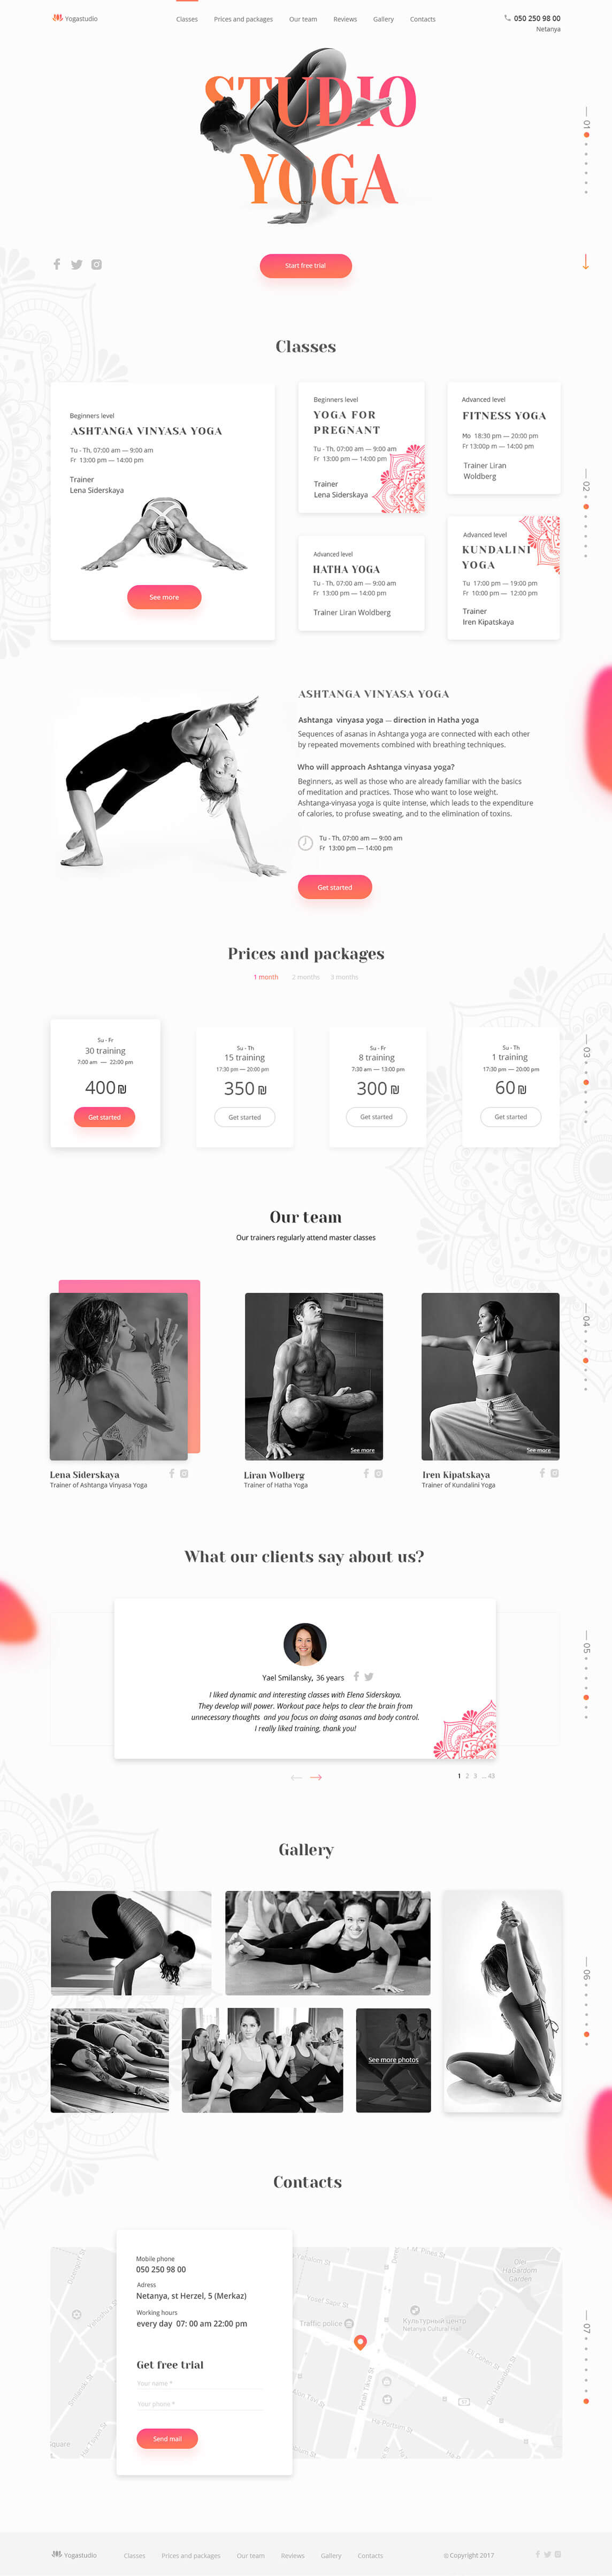 Yogastudio
Classes
Prices and packages
Our team
Reviews
Gallery
Contacts
050 250 98 00
Netanya
STUDIO
YOGA
01
Start free trial
Classes
Beginners level
ASHTANGA VINYASA YOGA
Tu - Th, 07:00 am — 9:00 am
Fr 13:00 pm — 14:00 pm
Trainer
Lena Siderskaya
See more
Beginners level
YOGA FOR
PREGNANT
Tu - Th, 07:00 am — 9:00 am
Fr 13:00 pm — 14:00 pm
Trainer
Lena Siderskaya
Advanced level
FITNESS YOGA
Mo 18:30 pm — 20:00 pm
Fr 13:00p m — 14:00 pm
Trainer Liran
Woldberg
02
Advanced level
HATHA YOGA
Tu - Th, 07:00 am — 9:00 am
Fr 13:00 pm — 14:00 pm
Trainer Liran Woldberg
Advanced level
KUNDALINI
YOGA
Tu 17:00 pm — 19:00 pm
Fr 10:00 pm — 12:00 pm
Trainer
Iren Kipatskaya
ASHTANGA VINYASA YOGA
Ashtanga vinyasa yoga — direction in Hatha yoga
Sequences of asanas in Ashtanga yoga are connected with each other
by repeated movements combined with breathing techniques.
Who will approach Ashtanga vinyasa yoga?
Beginners, as well as those who are already familiar with the basics
of meditation and practices. Those who want to lose weight.
Ashtanga-vinyasa yoga is quite intense, which leads to the expenditure
of calories, to profuse sweating, and to the elimination of toxins.
Tu - Th, 07:00 am — 9:00 am
Fr 13:00 pm — 14:00 pm
Get started
Prices and packages
1 month
2 months
3 months
Su - Fr
30 training
7:00 am — 22:00 pm
400 ₪
Get started
Su - Th
15 training
17:30 pm — 20:00 pm
350 ₪
Get started
Su - Fr
8 training
7:30 am — 13:00 pm
300 ₪
Get started
Su - Th
1 training
17:30 pm — 20:00 pm
60 ₪
Get started
03
Our team
Our trainers regularly attend master classes
04
See more
See more
Lena Siderskaya
Trainer of Ashtanga Vinyasa Yoga
Liran Wolberg
Trainer of Hatha Yoga
Iren Kipatskaya
Trainer of Kundalini Yoga
What our clients say about us?
Yael Smilansky, 36 years
I liked dynamic and interesting classes with Elena Siderskaya.
They develop will power. Workout pace helps to clear the brain from
unnecessary thoughts and you focus on doing asanas and body control.
I really liked training, thank you!
05
1 2 3 ... 43
Gallery
06
See more photos
Contacts
Mobile phone
050 250 98 00
Adress
Netanya, st Herzel, 5 (Merkaz)
Working hours
every day 07: 00 am 22:00 pm
Get free trial
Your name *
Your phone *
Send mail
Traffic police
Культурный центр
Netanya Cultural Hall
Gan
HaGardom
Garden
Yosef Sapir St
El Cohen St
Ha Portsim St
07
Yogastudio
Classes
Prices and packages
Our team
Reviews
Gallery
Contacts
© Copyright 2017